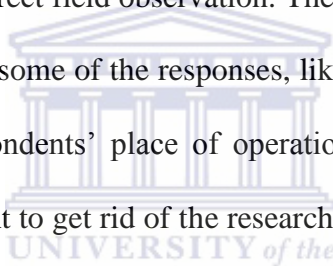 rect field observation. The
some of the responses, lik
ondents’ place of operatio
t to get rid of the research
UNIVERSITY of the